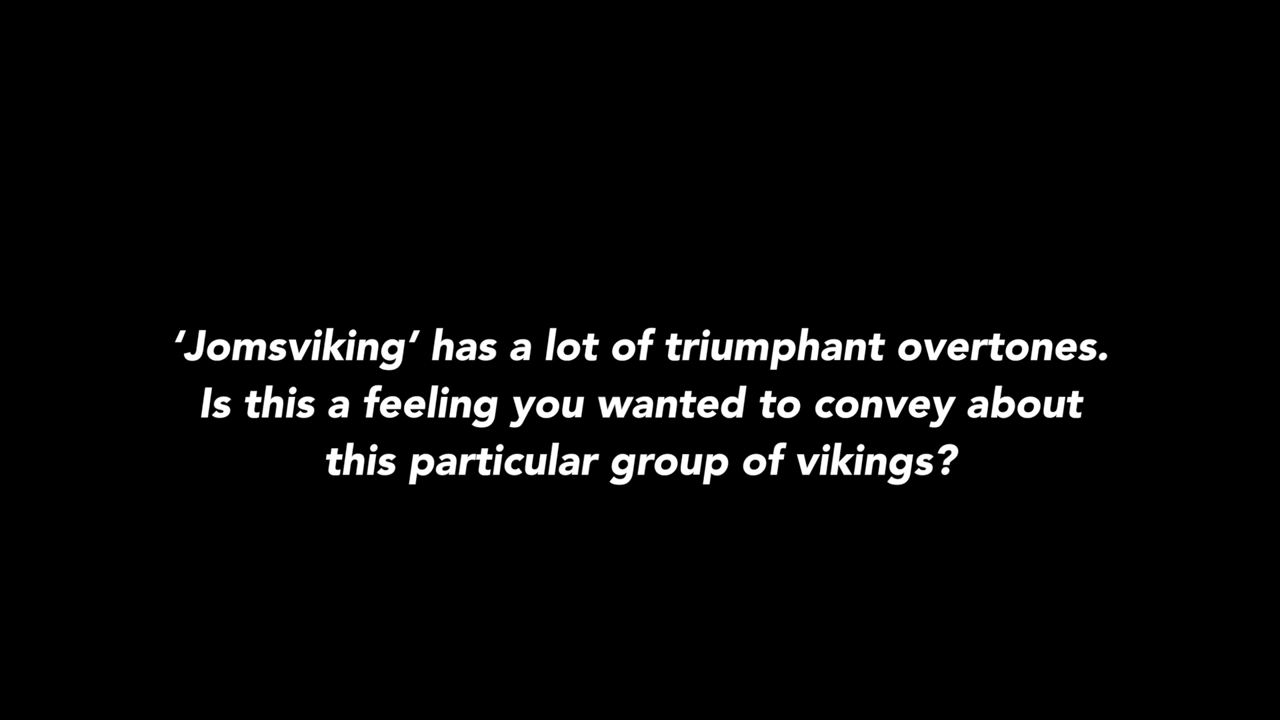 ‘Jomsviking’ has a lot of triumphant overtones.
Is this a feeling you wanted to convey about
this particular group of vikings?